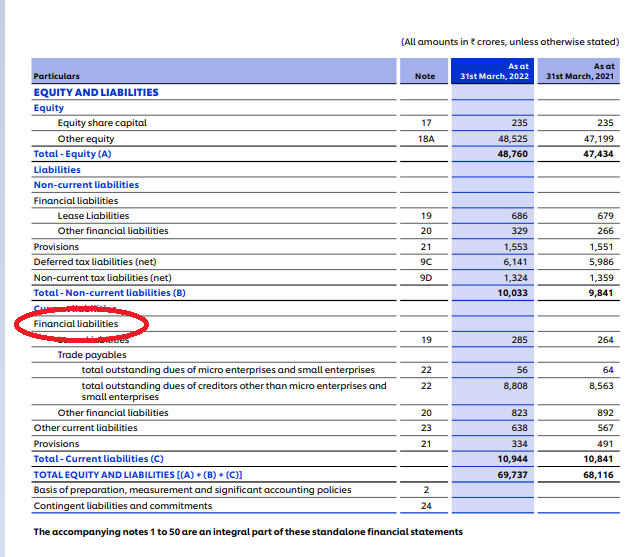 (All amounts in ₹ crores, unless otherwise stated)
Particulars Note As at 31st March, 2022 As at 31st March, 2021
EQUITY AND LIABILITIES
Equity
Equity share capital 17 235 235
Other equity 18A 48,525 47,199
Total - Equity (A) 48,760 47,434
Liabilities
Non-current liabilities
Financial liabilities
Lease Liabilities 19 686 679
Other financial liabilities 20 329 266
Provisions 21 1,553 1,551
Deferred tax liabilities (net) 9C 6,141 5,986
Non-current tax liabilities (net) 9D 1,324 1,359
Total - Non-current liabilities (B) 10,033 9,841
Current liabilities
Financial liabilities
19 285 264
Trade payables
total outstanding dues of micro enterprises and small enterprises 22 56 64
total outstanding dues of creditors other than micro enterprises and small enterprises 22 8,808 8,563
Other financial liabilities 20 823 892
Other current liabilities 23 638 567
Provisions 21 334 491
Total - Current liabilities (C) 10,944 10,841
TOTAL EQUITY AND LIABILITIES [(A) + (B) + (C)] 69,737 68,116
Basis of preparation, measurement and significant accounting policies 2
Contingent liabilities and commitments 24
The accompanying notes 1 to 50 are an integral part of these standalone financial statements